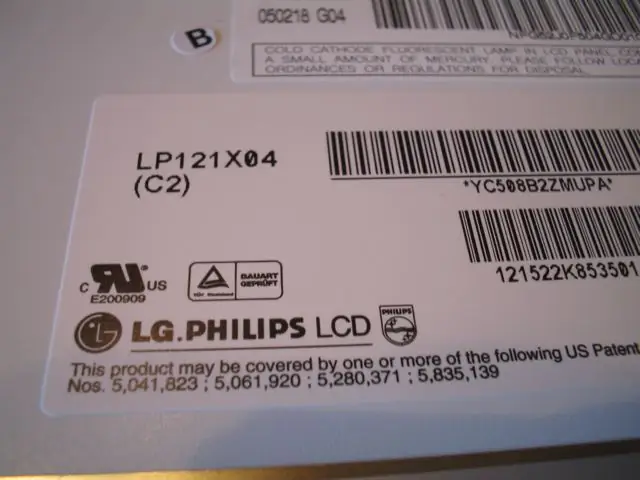 050218 G04
B
COLD CATHODE FLUORESCENT LAMP IN LCD PANEL CON
A SMALL AMOUNT OF MERCURY. PLEASE FOLLOW LOCA
ORDINANCES OR REGULATIONS FOR DISPOSAL.
LP121X04
(C2)
*YC508B2ZMUPA*
121522K853501
C US
E200909
BAUART
GEPRÜFT
LG.PHILIPS LCD
PHILIPS
This product may be covered by one or more of the following US Patent
Nos. 5,041,823 ; 5,061,920 ; 5,280,371 ; 5,835,139